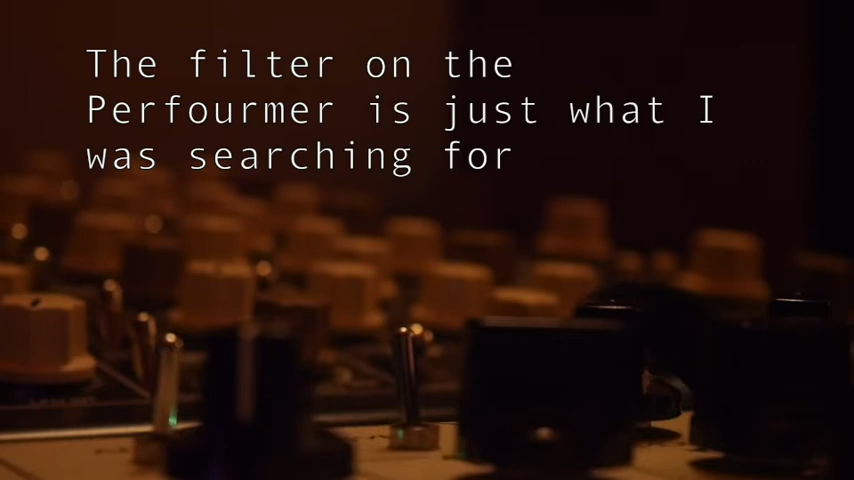 The filter on the
Perfourmer is just what I
was searching for